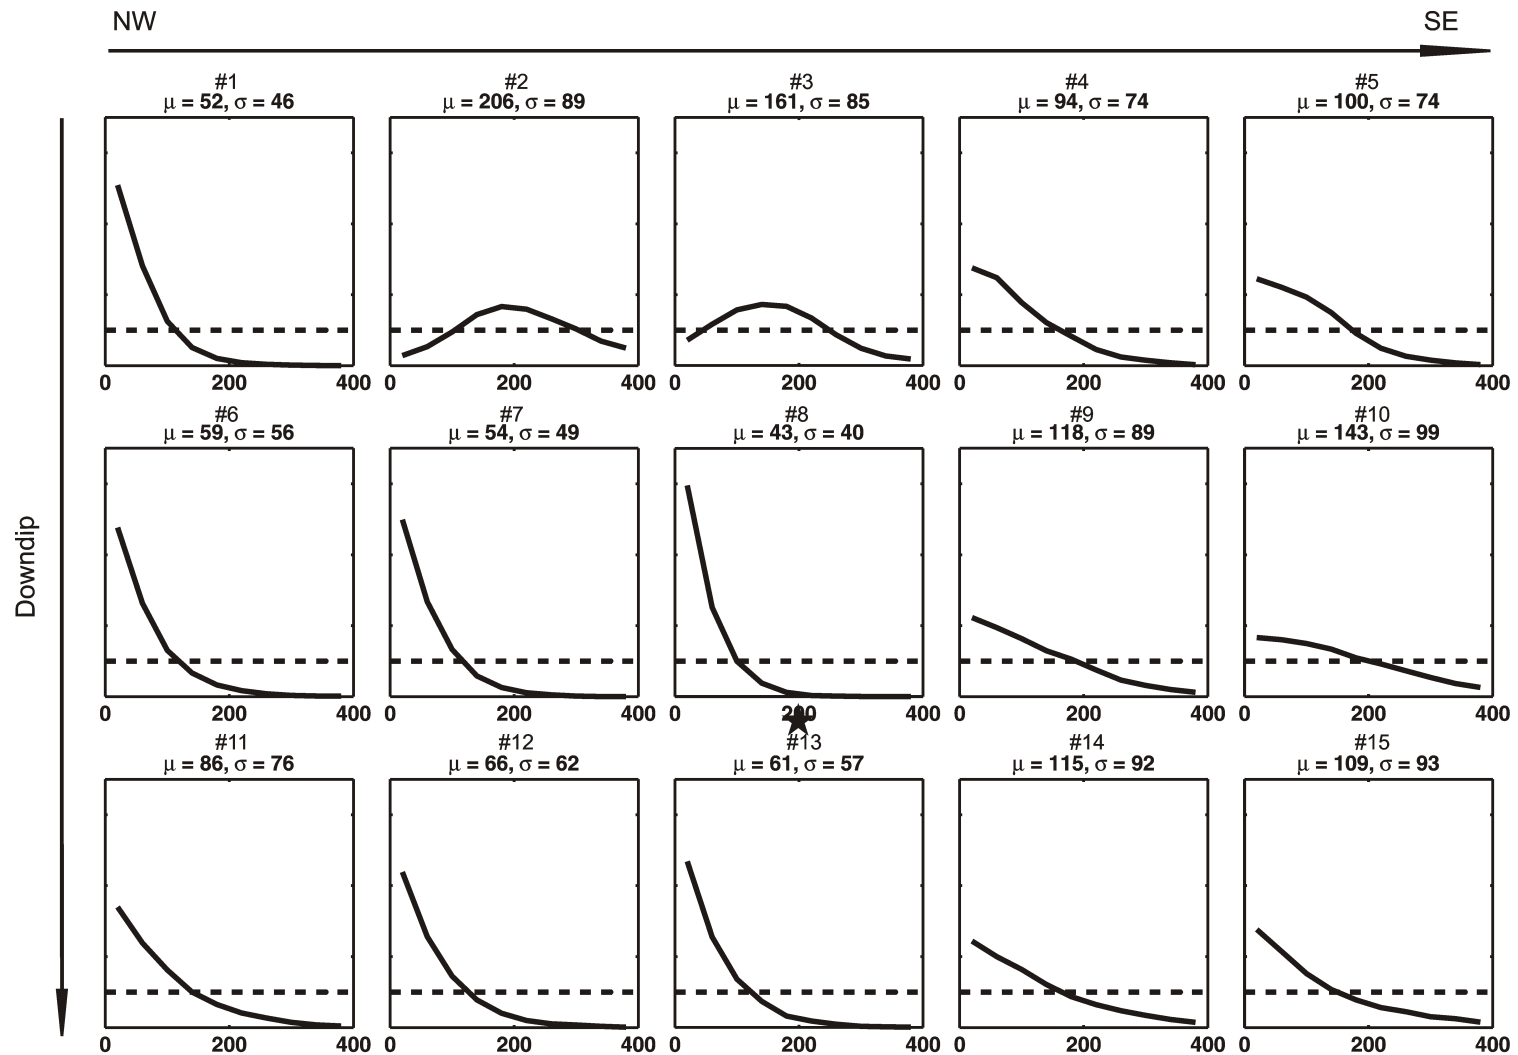 NW SE
#1 #2 #3 #4 #5
μ = 52, σ = 46 μ = 206, σ = 89 μ = 161, σ = 85 μ = 94, σ = 74 μ = 100, σ = 74
0 200 400 0 200 400 0 200 400 0 200 400 0 200 400
#6 #7 #8 #9 #10
μ = 59, σ = 56 μ = 54, σ = 49 μ = 43, σ = 40 μ = 118, σ = 89 μ = 143, σ = 99
Downdip
0 200 400 0 200 400 0 200 400 0 200 400 0 200 400
#11 #12 #13 #14 #15
μ = 86, σ = 76 μ = 66, σ = 62 μ = 61, σ = 57 μ = 115, σ = 92 μ = 109, σ = 93
0 200 400 0 200 400 0 200 400 0 200 400 0 200 400